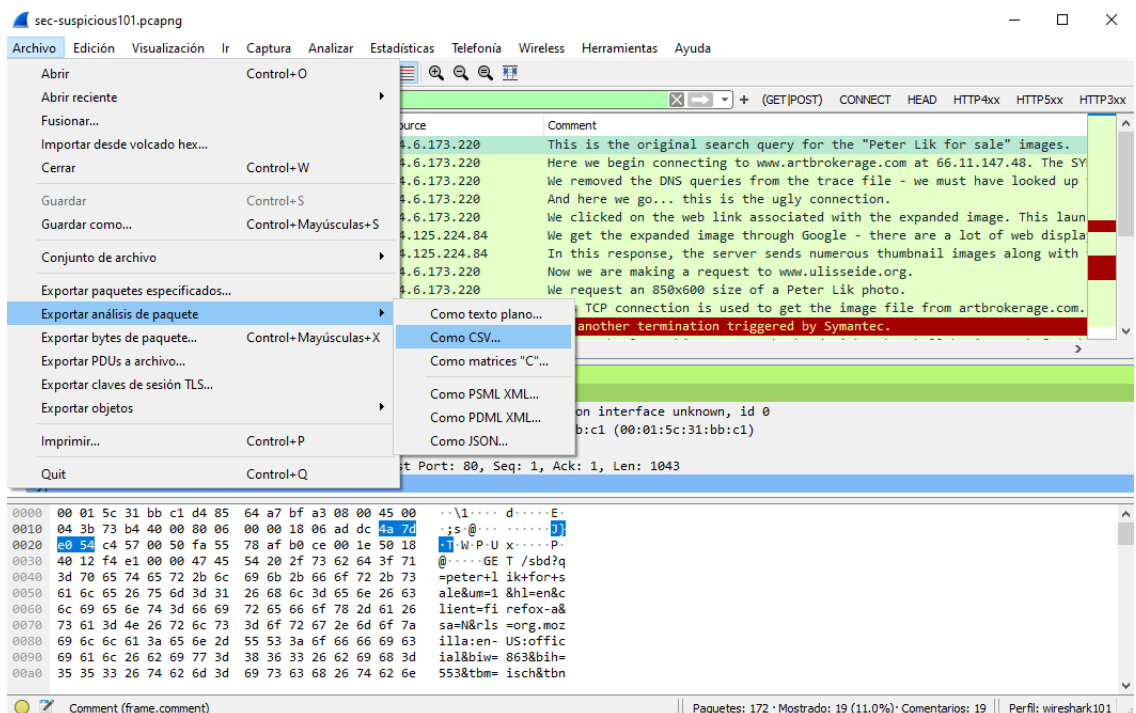 sec-suspicious101.pcapng
Archivo Edición Visualización Ir Captura Analizar Estadísticas Telefonía Wireless Herramientas Ayuda
Abrir Control+O
Abrir reciente
Fusionar...
Importar desde volcado hex...
Cerrar Control+W
Guardar Control+S
Guardar como... Control+Mayúsculas+S
Conjunto de archivo
Exportar paquetes especificados...
Exportar análisis de paquete
Exportar bytes de paquete... Control+Mayúsculas+X
Exportar PDUs a archivo...
Exportar claves de sesión TLS...
Exportar objetos
Imprimir... Control+P
Quit Control+Q
Como texto plano...
Como CSV...
Como matrices "C"...
Como PSML XML...
Como PDML XML...
Como JSON...
+ (GET|POST) CONNECT HEAD HTTP4xx HTTP5xx HTTP3xx
Comment
4.6.173.220 This is the original search query for the "Peter Lik for sale" images.
4.6.173.220 Here we begin connecting to www.artbrokerage.com at 66.11.147.48. The SY
4.6.173.220 We removed the DNS queries from the trace file - we must have looked up
4.6.173.220 And here we go... this is the ugly connection.
4.6.173.220 We clicked on the web link associated with the expanded image. This laun
4.125.224.84 We get the expanded image through Google - there are a lot of web displa
4.125.224.84 In this response, the server sends numerous thumbnail images along with
4.6.173.220 Now we are making a request to www.ulisseide.org.
4.6.173.220 We request an 850x600 size of a Peter Lik photo.
TCP connection is used to get the image file from artbrokerage.com.
another termination triggered by Symantec.
on interface unknown, id 0
b:c1 (00:01:5c:31:bb:c1)
st Port: 80, Seq: 1, Ack: 1, Len: 1043
0000 00 01 5c 31 bb c1 d4 85 64 a7 bf a3 08 00 45 00 ··\1···· d·····E·
0010 04 3b 73 b4 40 00 80 06 00 00 18 06 ad dc 4a 7d ·;s·@··· ······J}
0020 e0 54 c4 57 00 50 fa 55 78 af b0 ce 00 1e 50 18 ·T·W·P·U x·····P·
0030 40 12 f4 e1 00 00 47 45 54 20 2f 73 62 64 3f 71 @·····GE T /sbd?q
0040 3d 70 65 74 65 72 2b 6c 69 6b 2b 66 6f 72 2b 73 =peter+l ik+for+s
0050 61 6c 65 26 75 6d 3d 31 26 68 6c 3d 65 6e 26 63 ale&um=1 &hl=en&c
0060 6c 69 65 6e 74 3d 66 69 72 65 66 6f 78 2d 61 26 lient=fi refox-a&
0070 73 61 3d 4e 26 72 6c 73 3d 6f 72 67 2e 6d 6f 7a sa=N&rls =org.moz
0080 69 6c 6c 61 3a 65 6e 2d 55 53 3a 6f 66 66 69 63 illa:en- US:offic
0090 69 61 6c 26 62 69 77 3d 38 36 33 26 62 69 68 3d ial&biw= 863&bih=
00a0 35 35 33 26 74 62 6d 3d 69 73 63 68 26 74 62 6e 553&tbm= isch&tbn
Comment (frame.comment) Paquetes: 172 · Mostrado: 19 (11.0%) · Comentarios: 19 Perfil: wireshark101